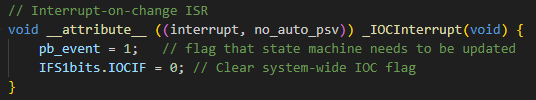 // Interrupt-on-change ISR
void __attribute__ ((interrupt, no_auto_psv)) _IOCInterrupt(void) {
    pb_event = 1;   // flag that state machine needs to be updated
    IFS1bits.IOCIF = 0; // Clear system-wide IOC flag
}